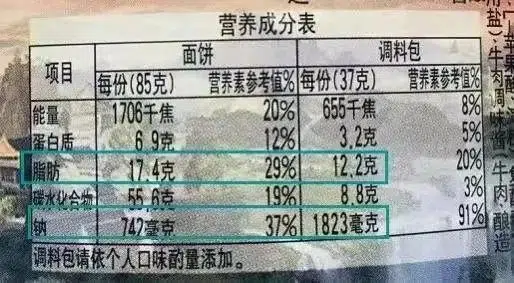 营养成分表
项目 面饼 调料包
每份(85克) 营养素参考值% 每份(37克) 营养素参考值%
能量 1706千焦 20% 655千焦 8%
蛋白质 6.9克 12% 3.2克 5%
脂肪 17.4克 29% 12.2克 20%
碳水化合物 55.6克 19% 8.8克 3%
钠 742毫克 37% 1823毫克 91%
调料包请依个人口味酌量添加。